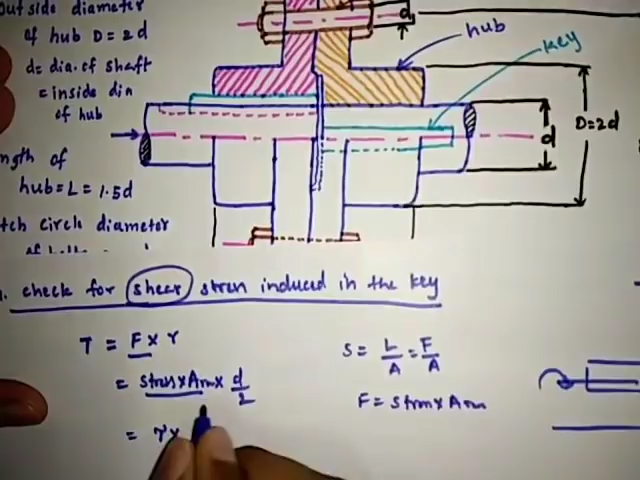 outside diameter
of hub D = 2d
d = dia. of shaft
= inside dia
of hub
ngth of
hub = L = 1.5d
tch circle diameter
d
hub
key
d
D=2d
. check for shear stress induced in the key
T = F × r
= stress × Area × d/2
= τ ×
S = L/A = F/A
F = stress × Area